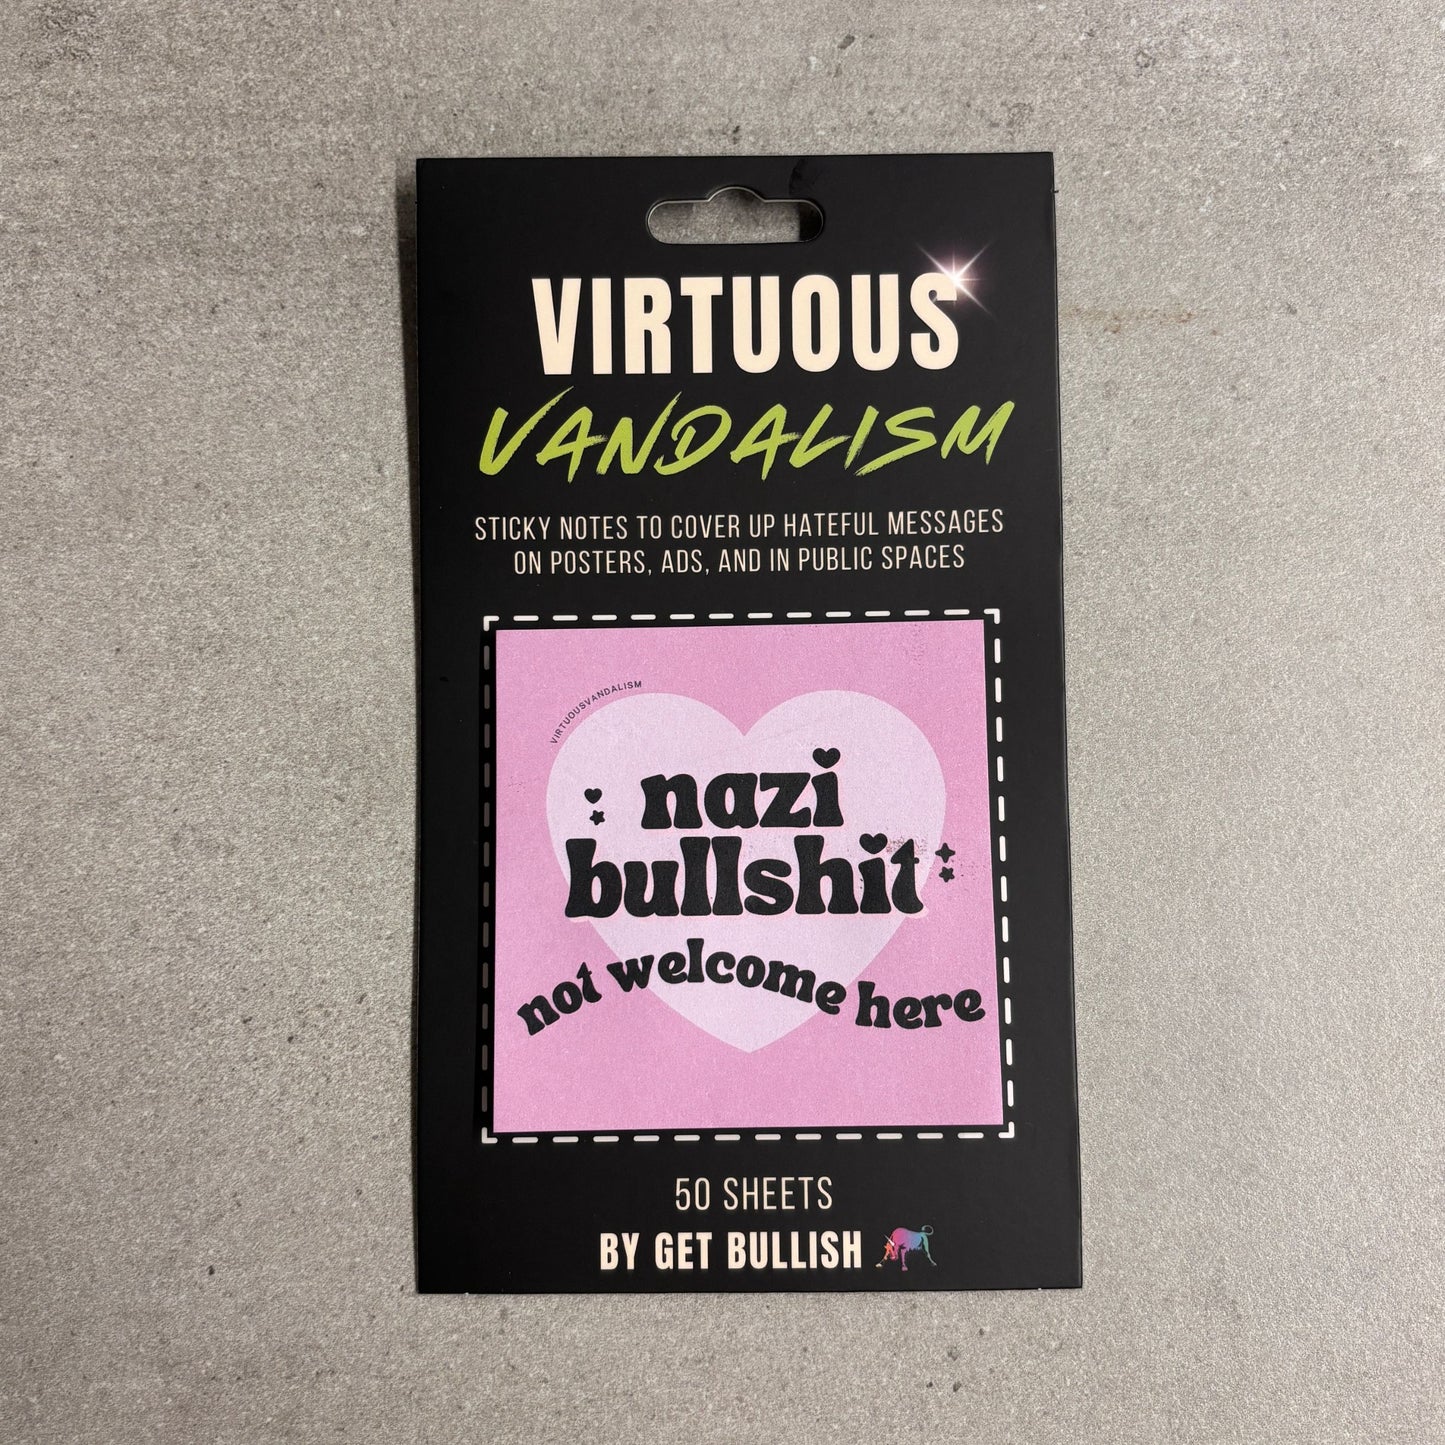 VIRTUOUS
VANDALISM
STICKY NOTES TO COVER UP HATEFUL MESSAGES
ON POSTERS, ADS, AND IN PUBLIC SPACES
VIRTUOUSVANDALISM
nazi
bullshit
not welcome here
50 SHEETS
BY GET BULLISH